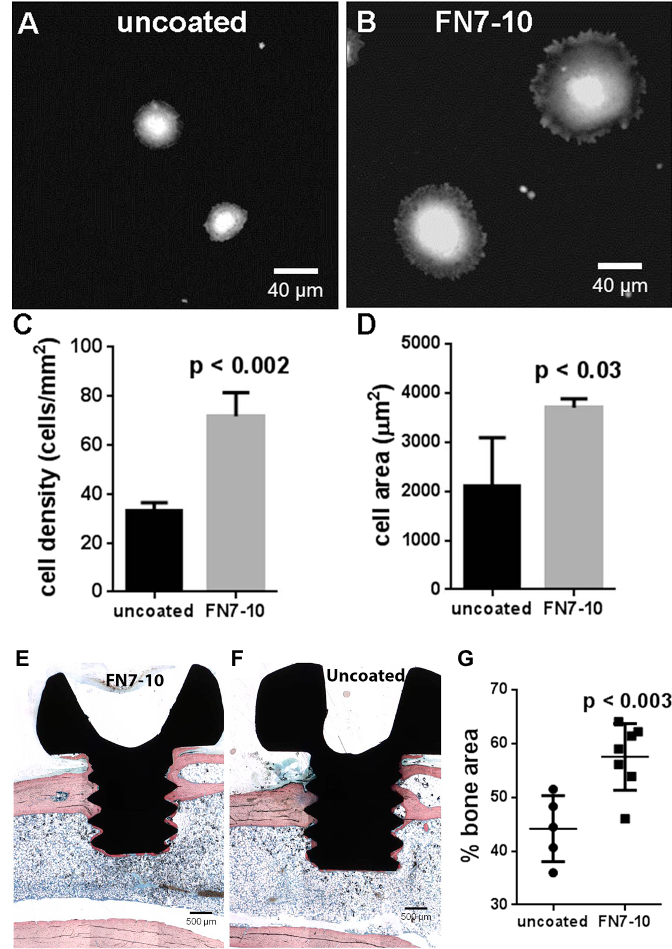 A uncoated
B FN7-10
40 µm
40 µm
C
cell density (cells/mm²)
100
80
60
40
20
0
p < 0.002
uncoated FN7-10
D
cell area (µm²)
5000
4000
3000
2000
1000
0
p < 0.03
uncoated FN7-10
E
FN7-10
500 µm
F
Uncoated
500 µm
G
% bone area
70
60
50
40
30
p < 0.003
uncoated FN7-10